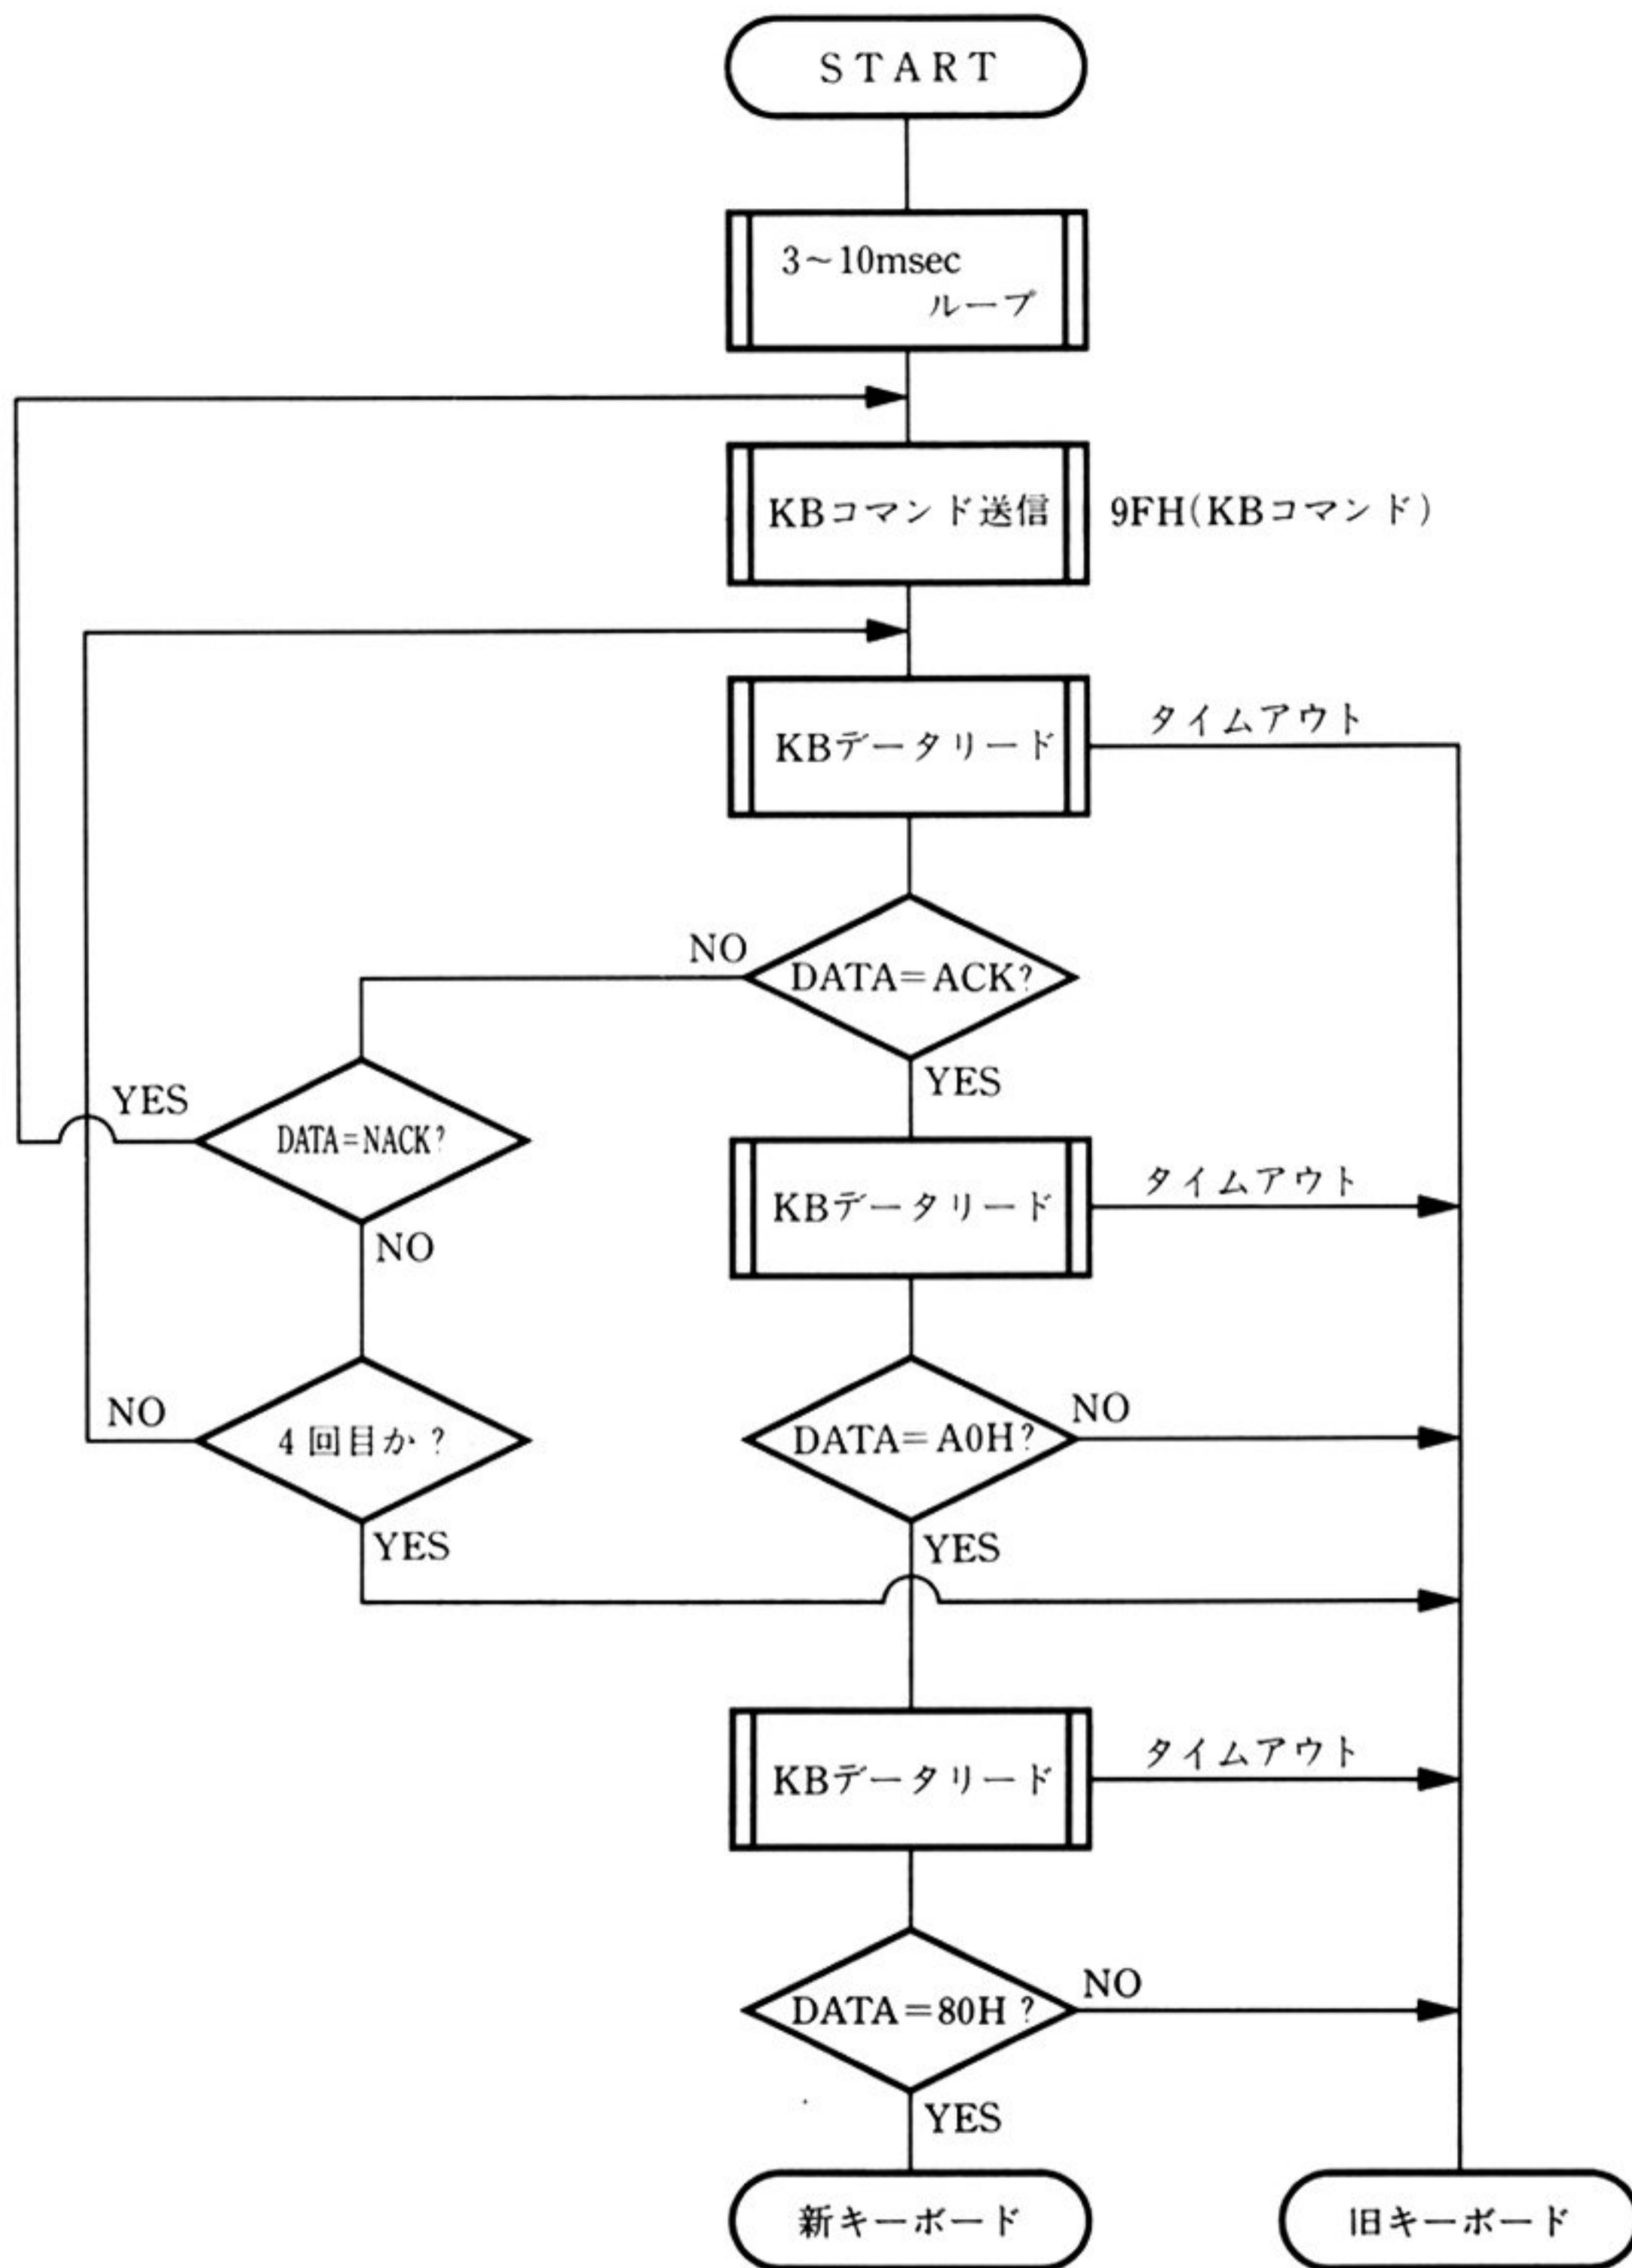 START
3~10msec
ループ
KBコマンド送信
9FH(KBコマンド)
KBデータリード
タイムアウト
NO
DATA=ACK?
YES
YES
DATA=NACK?
KBデータリード
タイムアウト
NO
NO
4回目か?
YES
DATA=A0H?
NO
YES
KBデータリード
タイムアウト
DATA=80H?
NO
YES
新キーボード
旧キーボード